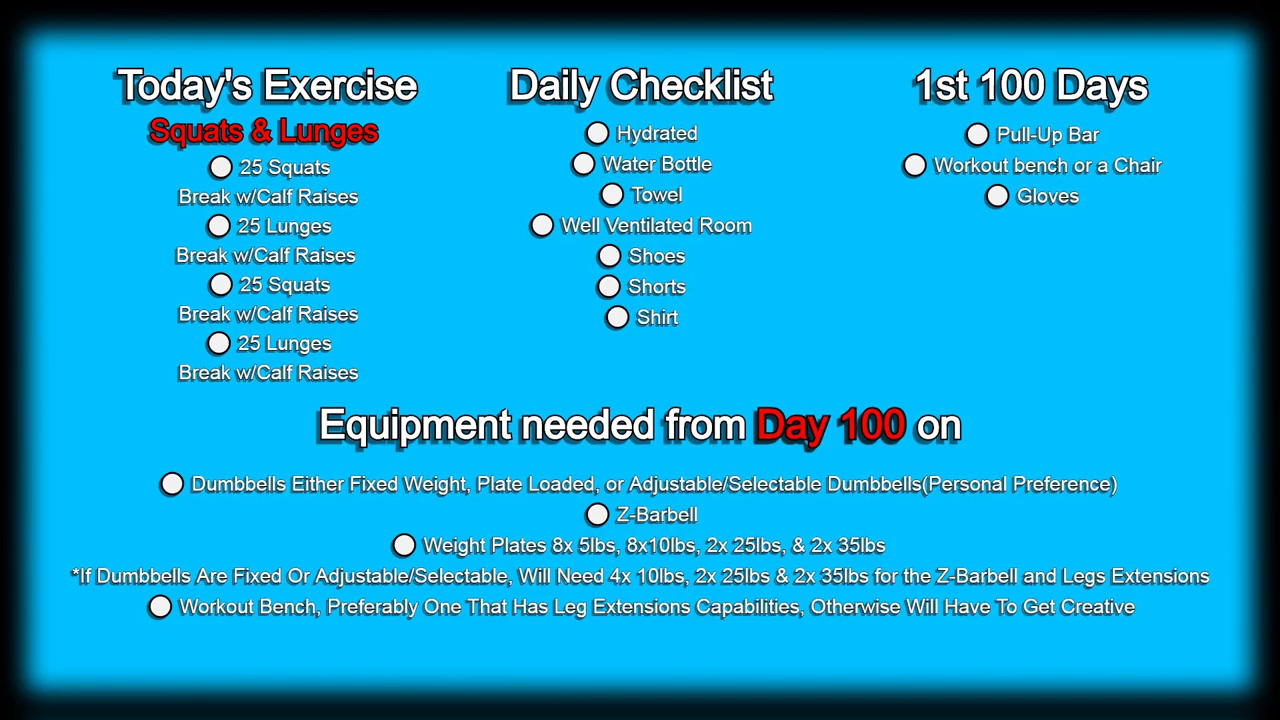 Today's Exercise
Squats & Lunges
25 Squats
Break w/Calf Raises
25 Lunges
Break w/Calf Raises
25 Squats
Break w/Calf Raises
25 Lunges
Break w/Calf Raises
Daily Checklist
Hydrated
Water Bottle
Towel
Well Ventilated Room
Shoes
Shorts
Shirt
1st 100 Days
Pull-Up Bar
Workout bench or a Chair
Gloves
Equipment needed from Day 100 on
Dumbbells Either Fixed Weight, Plate Loaded, or Adjustable/Selectable Dumbbells(Personal Preference)
Z-Barbell
Weight Plates 8x 5lbs, 8x10lbs, 2x 25lbs, & 2x 35lbs
*If Dumbbells Are Fixed Or Adjustable/Selectable, Will Need 4x 10lbs, 2x 25lbs & 2x 35lbs for the Z-Barbell and Legs Extensions
Workout Bench, Preferably One That Has Leg Extensions Capabilities, Otherwise Will Have To Get Creative